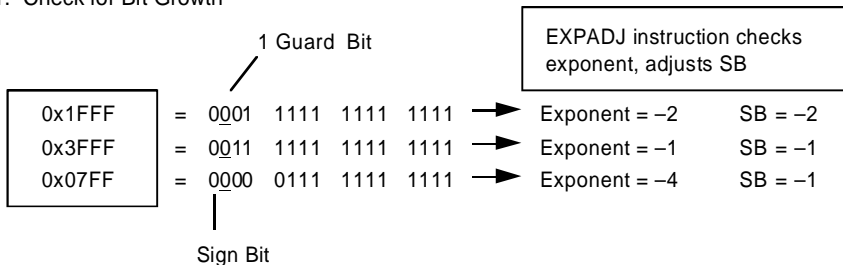 1. Check for Bit Growth
1 Guard Bit
EXPADJ instruction checks
exponent, adjusts SB
0x1FFF = 0001 1111 1111 1111 Exponent = –2 SB = –2
0x3FFF = 0011 1111 1111 1111 Exponent = –1 SB = –1
0x07FF = 0000 0111 1111 1111 Exponent = –4 SB = –1
Sign Bit